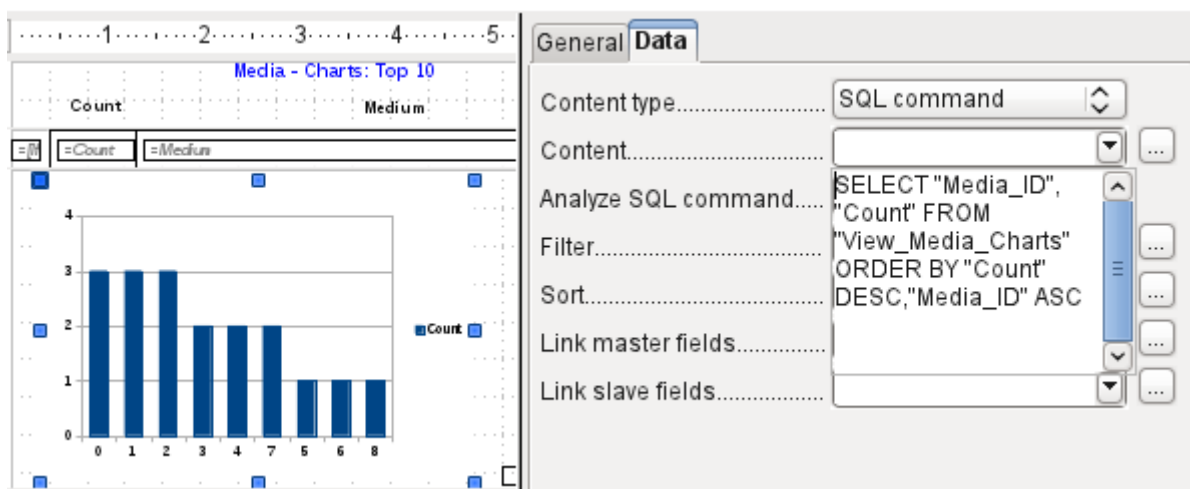 1 2 3 4 5
Media - Charts: Top 10
Count Medium
=Count =Medium
4
3
2
1
0
0 1 2 3 4 7 5 6 8
Count
General Data
Content type SQL command
Content ...
SELECT "Media_ID",
"Count" FROM
"View_Media_Charts"
ORDER BY "Count"
DESC,"Media_ID" ASC
Analyze SQL command
Filter ...
Sort ...
Link master fields ...
Link slave fields ...